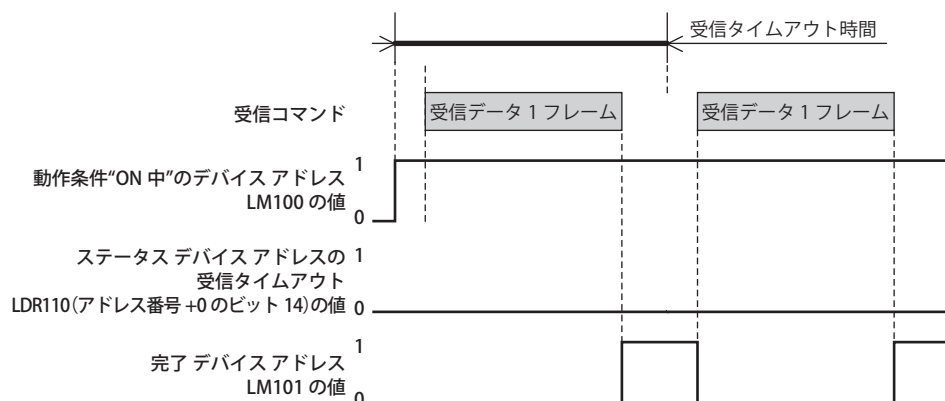 受信タイムアウト時間
受信コマンド
受信データ 1 フレーム
受信データ 1 フレーム
動作条件“ON 中”のデバイス アドレス
LM100 の値
1
0
ステータス デバイス アドレスの
受信タイムアウト
LDR110(アドレス番号 +0 のビット 14)の値
1
0
完了 デバイス アドレス
LM101 の値
1
0